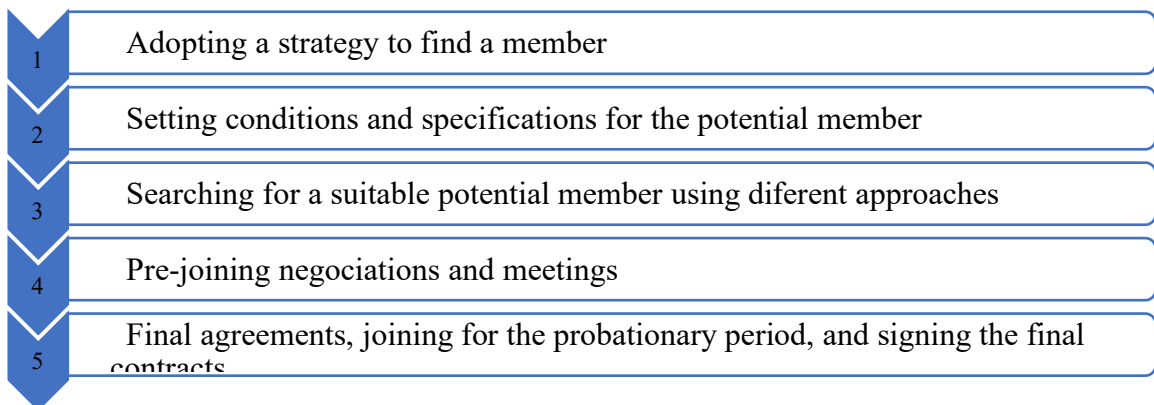 1 Adopting a strategy to find a member
2 Setting conditions and specifications for the potential member
3 Searching for a suitable potential member using diferent approaches
4 Pre-joining negociations and meetings
5 Final agreements, joining for the probationary period, and signing the final
contracts